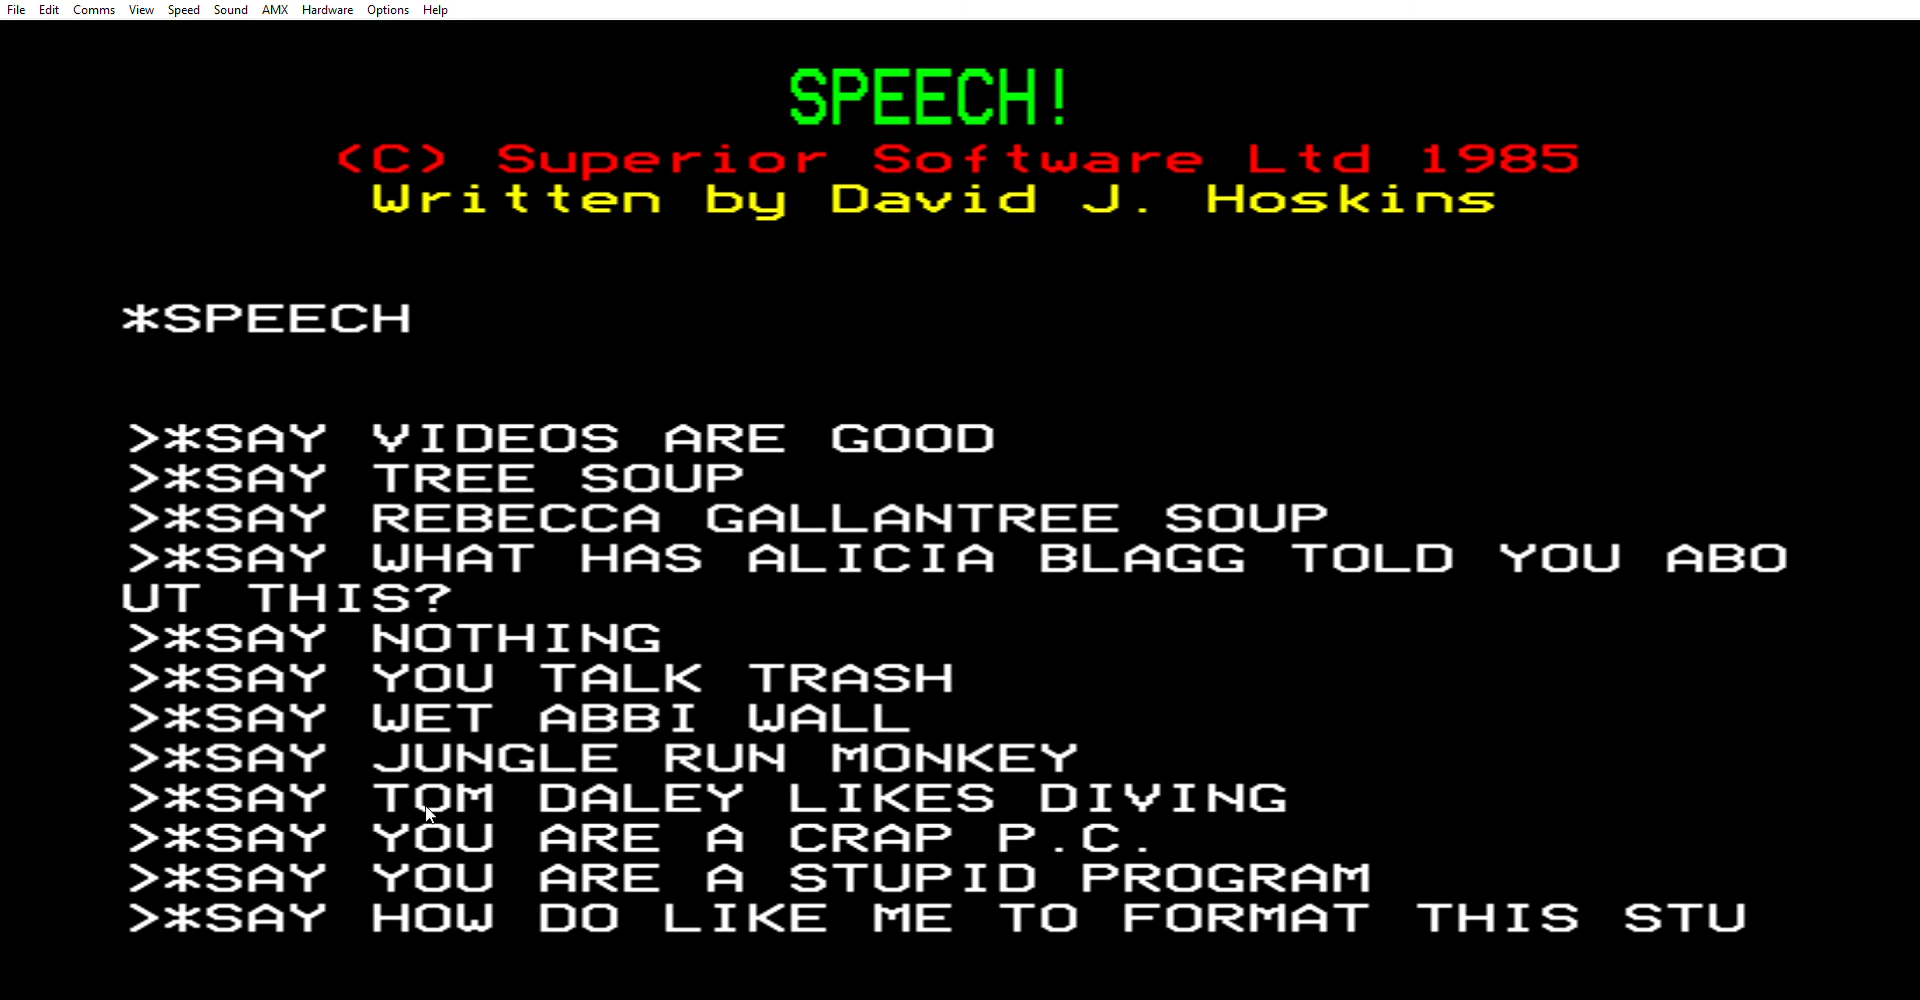 File Edit Comms View Speed Sound AMX Hardware Options Help
SPEECH!
(C) Superior Software Ltd 1985
Written by David J. Hoskins
*SPEECH
>*SAY VIDEOS ARE GOOD
>*SAY TREE SOUP
>*SAY REBECCA GALLANTREE SOUP
>*SAY WHAT HAS ALICIA BLAGG TOLD YOU ABO
UT THIS?
>*SAY NOTHING
>*SAY YOU TALK TRASH
>*SAY WET ABBI WALL
>*SAY JUNGLE RUN MONKEY
>*SAY TOM DALEY LIKES DIVING
>*SAY YOU ARE A CRAP P.C.
>*SAY YOU ARE A STUPID PROGRAM
>*SAY HOW DO LIKE ME TO FORMAT THIS STU